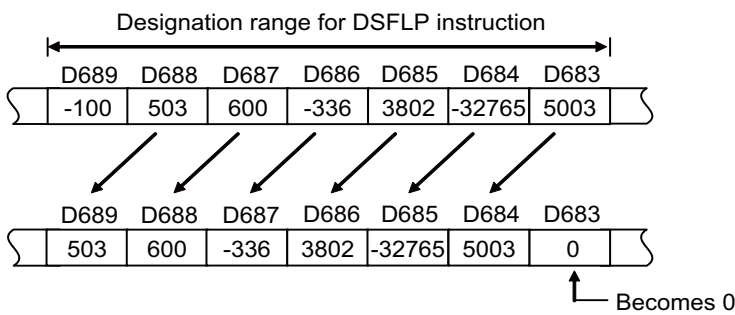 Designation range for DSFLP instruction
D689 D688 D687 D686 D685 D684 D683
-100 503 600 -336 3802 -32765 5003
D689 D688 D687 D686 D685 D684 D683
503 600 -336 3802 -32765 5003 0
Becomes 0